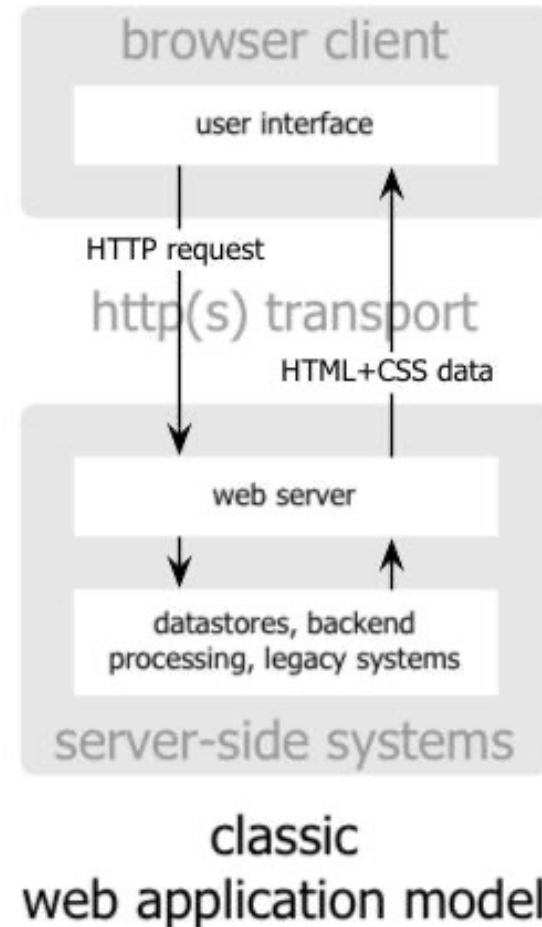 browser client
user interface
HTTP request
http(s) transport
HTML+CSS data
web server
datastores, backend
processing, legacy systems
server-side systems
classic
web application model